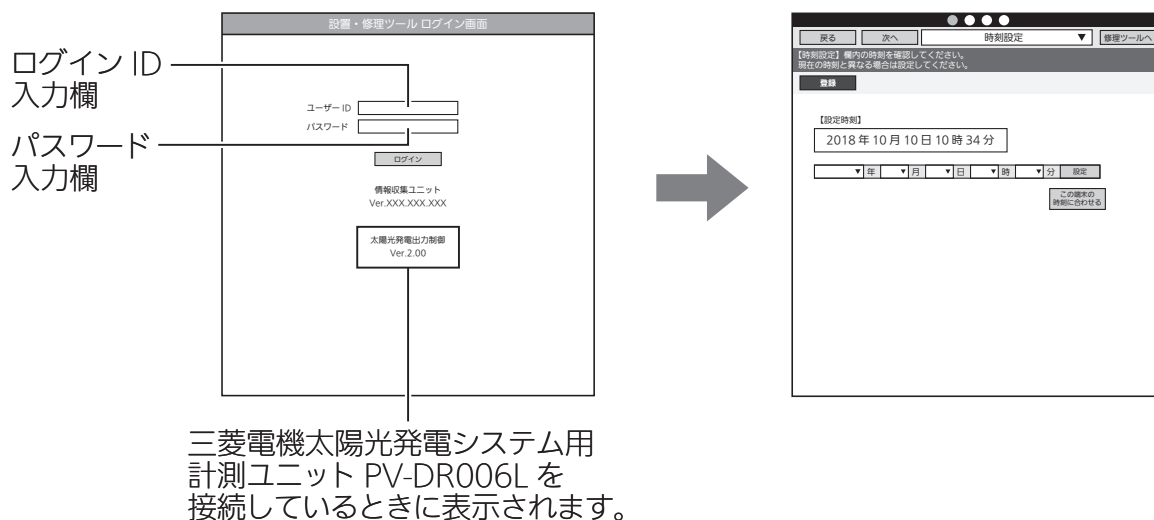 設置・修理ツール ログイン画面
ログイン ID
入力欄
パスワード
入力欄
ユーザー ID
パスワード
ログイン
情報収集ユニット
Ver.XXX.XXX.XXX
太陽光発電出力制御
Ver.2.00
三菱電機太陽光発電システム用
計測ユニット PV-DR006L を
接続しているときに表示されます。
戻る 次へ 時刻設定 ▼ 修理ツールへ
【時刻設定】欄内の時刻を確認してください。
現在の時刻と異なる場合は設定してください。
登録
【設定時刻】
2018 年 10 月 10 日 10 時 34 分
▼ 年 ▼ 月 ▼ 日 ▼ 時 ▼ 分 設定
この端末の
時刻に合わせる